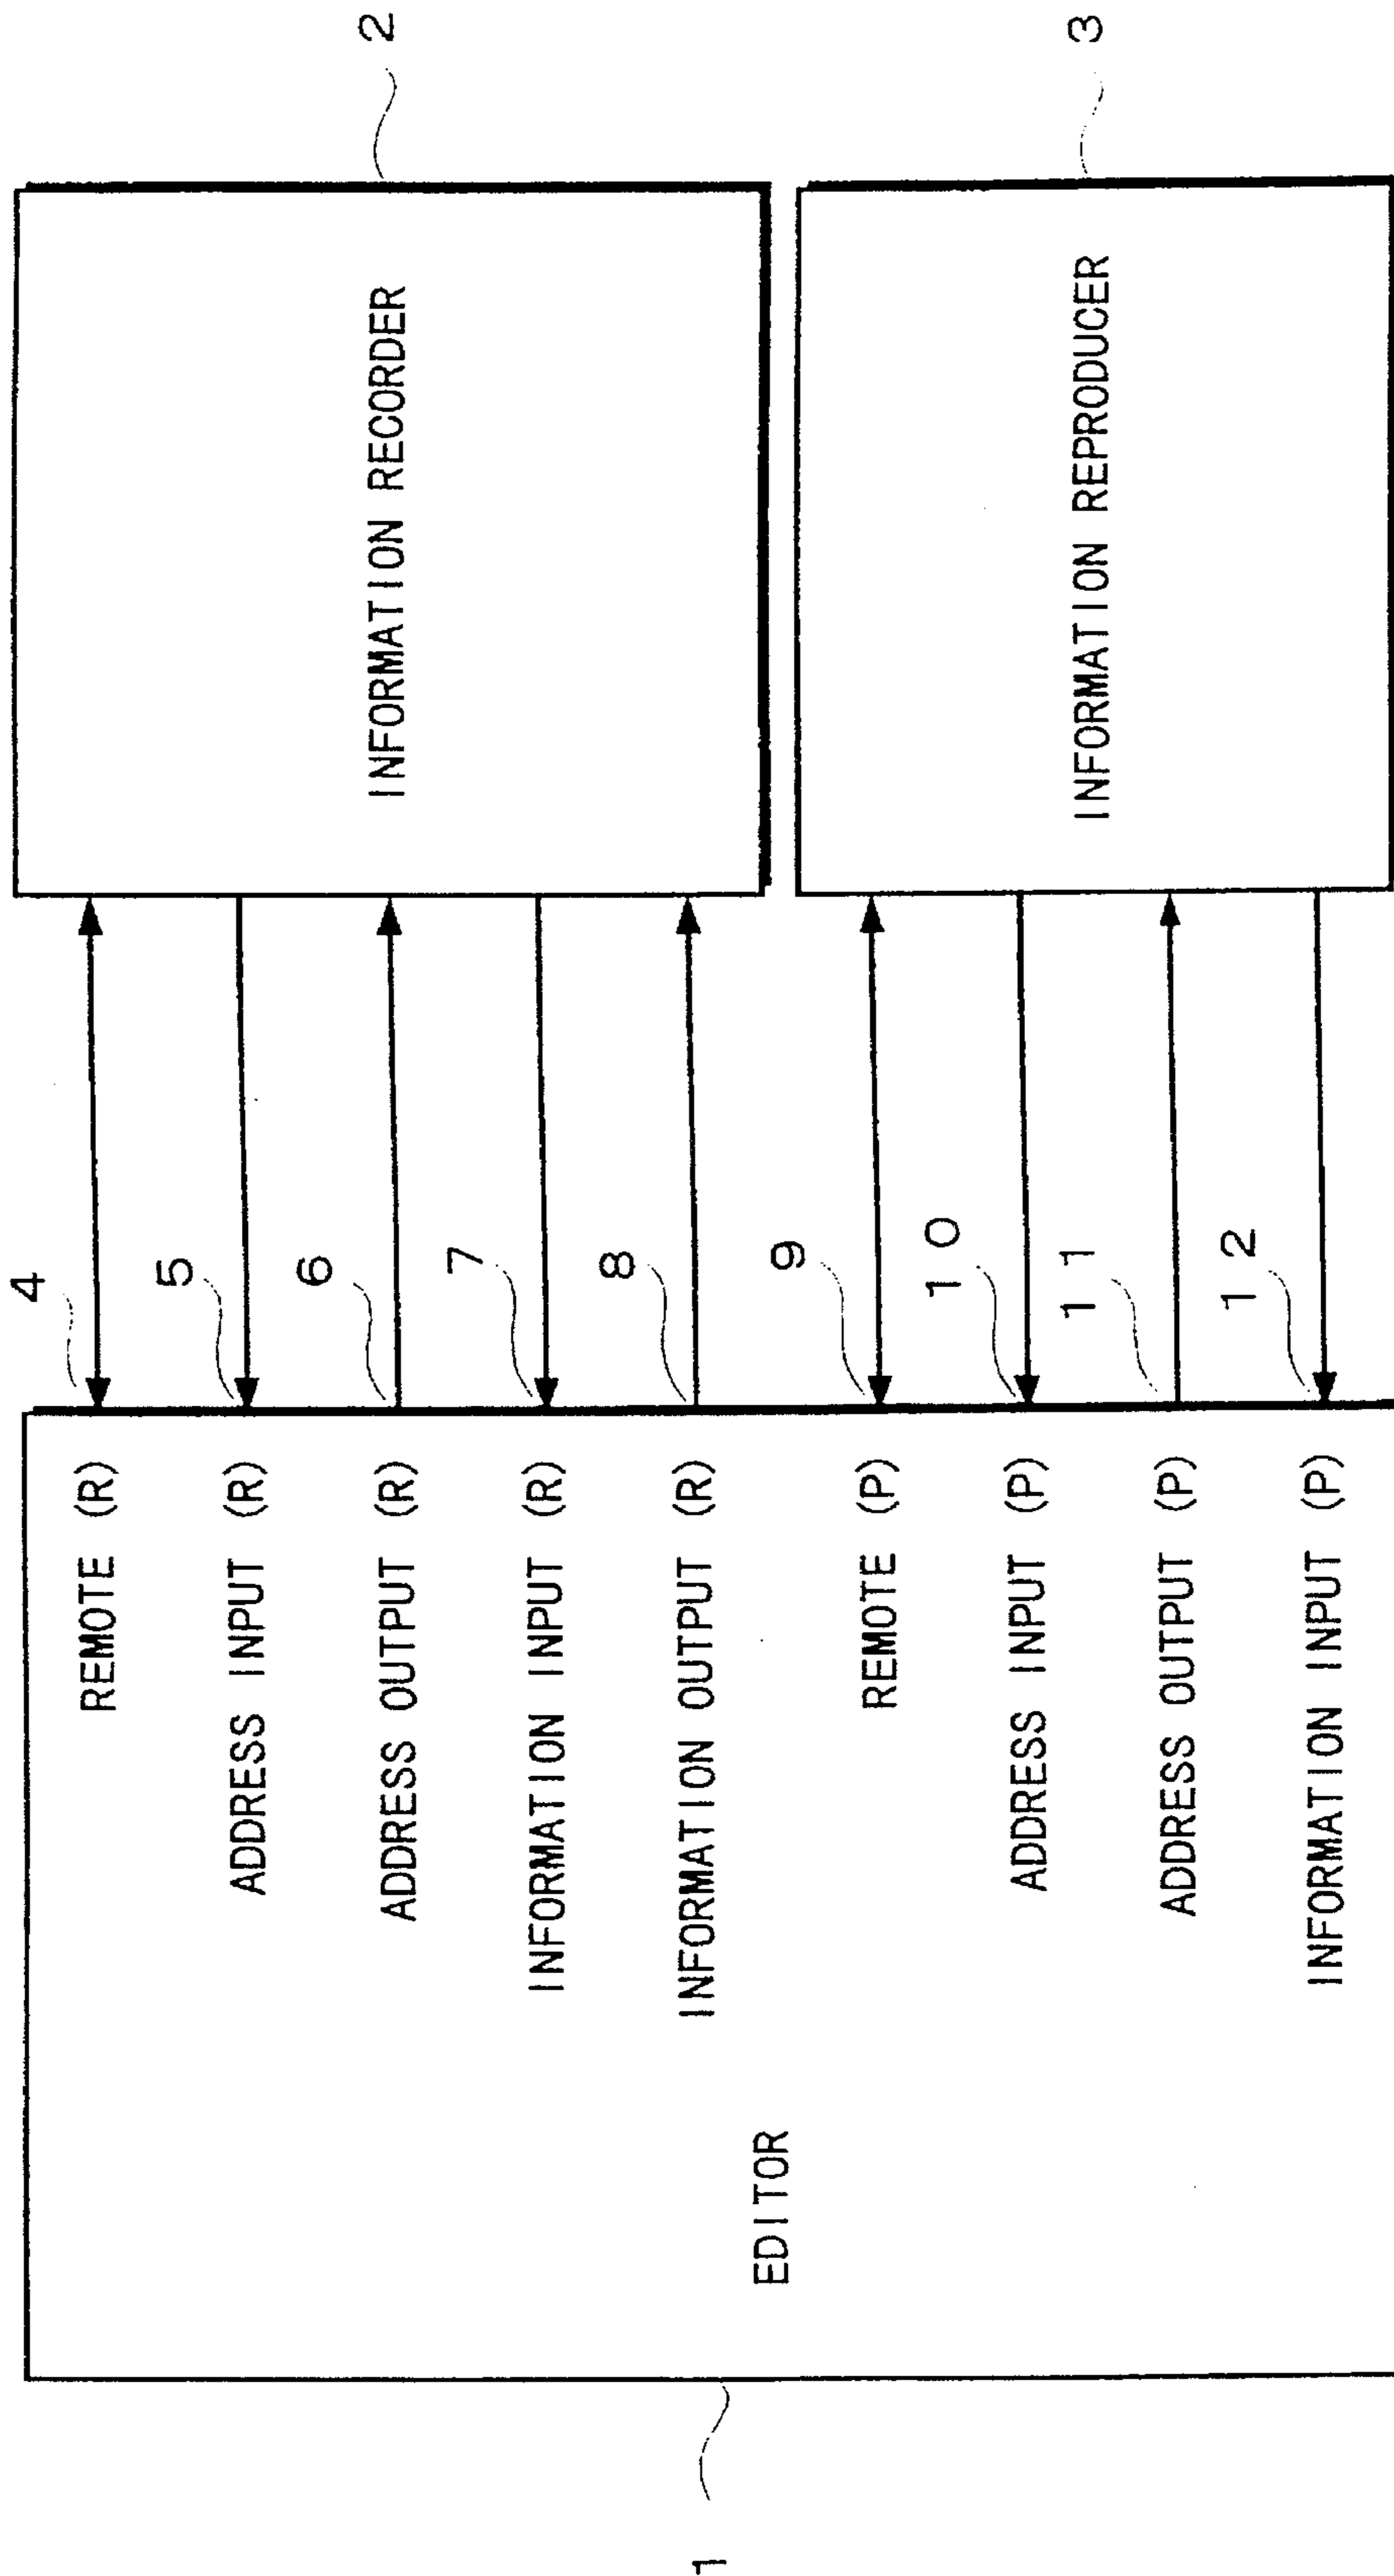 1
EDITOR
REMOTE (R)
ADDRESS INPUT (R)
ADDRESS OUTPUT (R)
INFORMATION INPUT (R)
INFORMATION OUTPUT (R)
REMOTE (P)
ADDRESS INPUT (P)
ADDRESS OUTPUT (P)
INFORMATION INPUT (P)
4
5
6
7
8
9
10
11
12
INFORMATION RECORDER
2
INFORMATION REPRODUCER
3